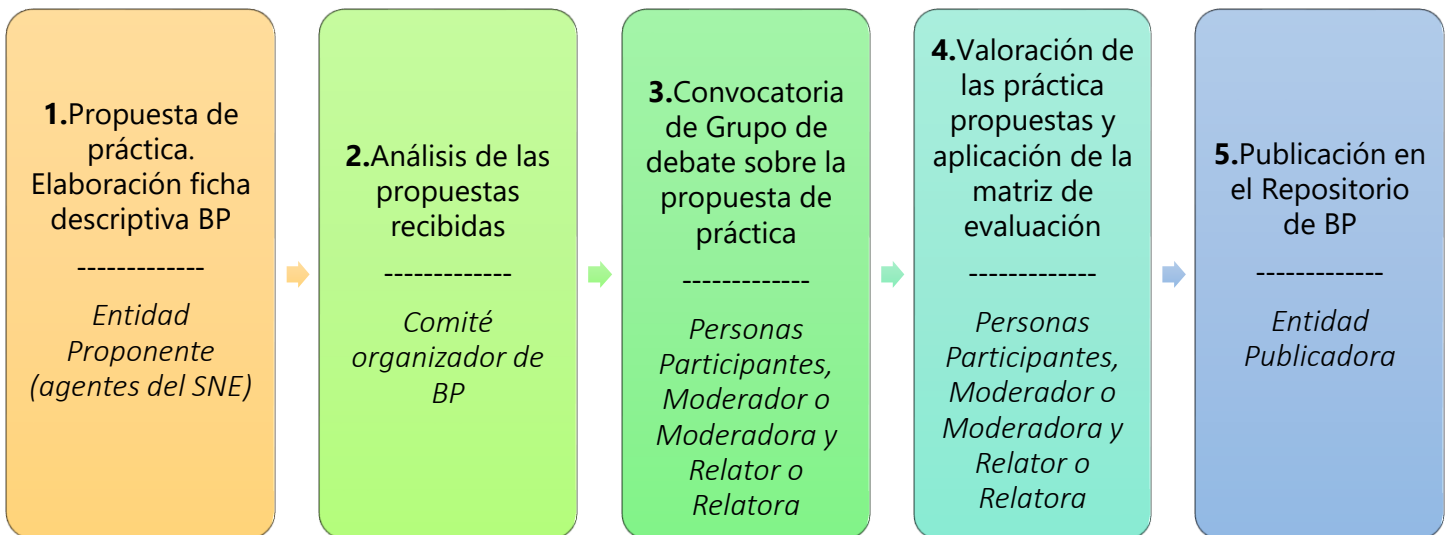 1.Propuesta de
práctica.
Elaboración ficha
descriptiva BP
-------------
Entidad
Proponente
(agentes del SNE)
2.Análisis de las
propuestas
recibidas
-------------
Comité
organizador de
BP
3.Convocatoria
de Grupo de
debate sobre la
propuesta de
práctica
-------------
Personas
Participantes,
Moderador o
Moderadora y
Relator o
Relatora
4.Valoración de
las práctica
propuestas y
aplicación de la
matriz de
evaluación
-------------
Personas
Participantes,
Moderador o
Moderadora y
Relator o
Relatora
5.Publicación en
el Repositorio
de BP
-------------
Entidad
Publicadora